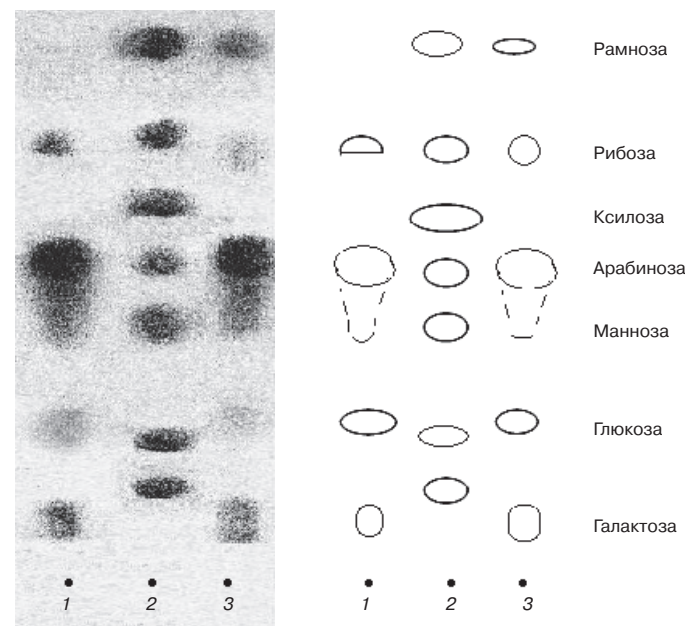 Рамноза
Рибоза
Ксилоза
Арабиноза
Манноза
Глюкоза
Галактоза
1 2 3 1 2 3